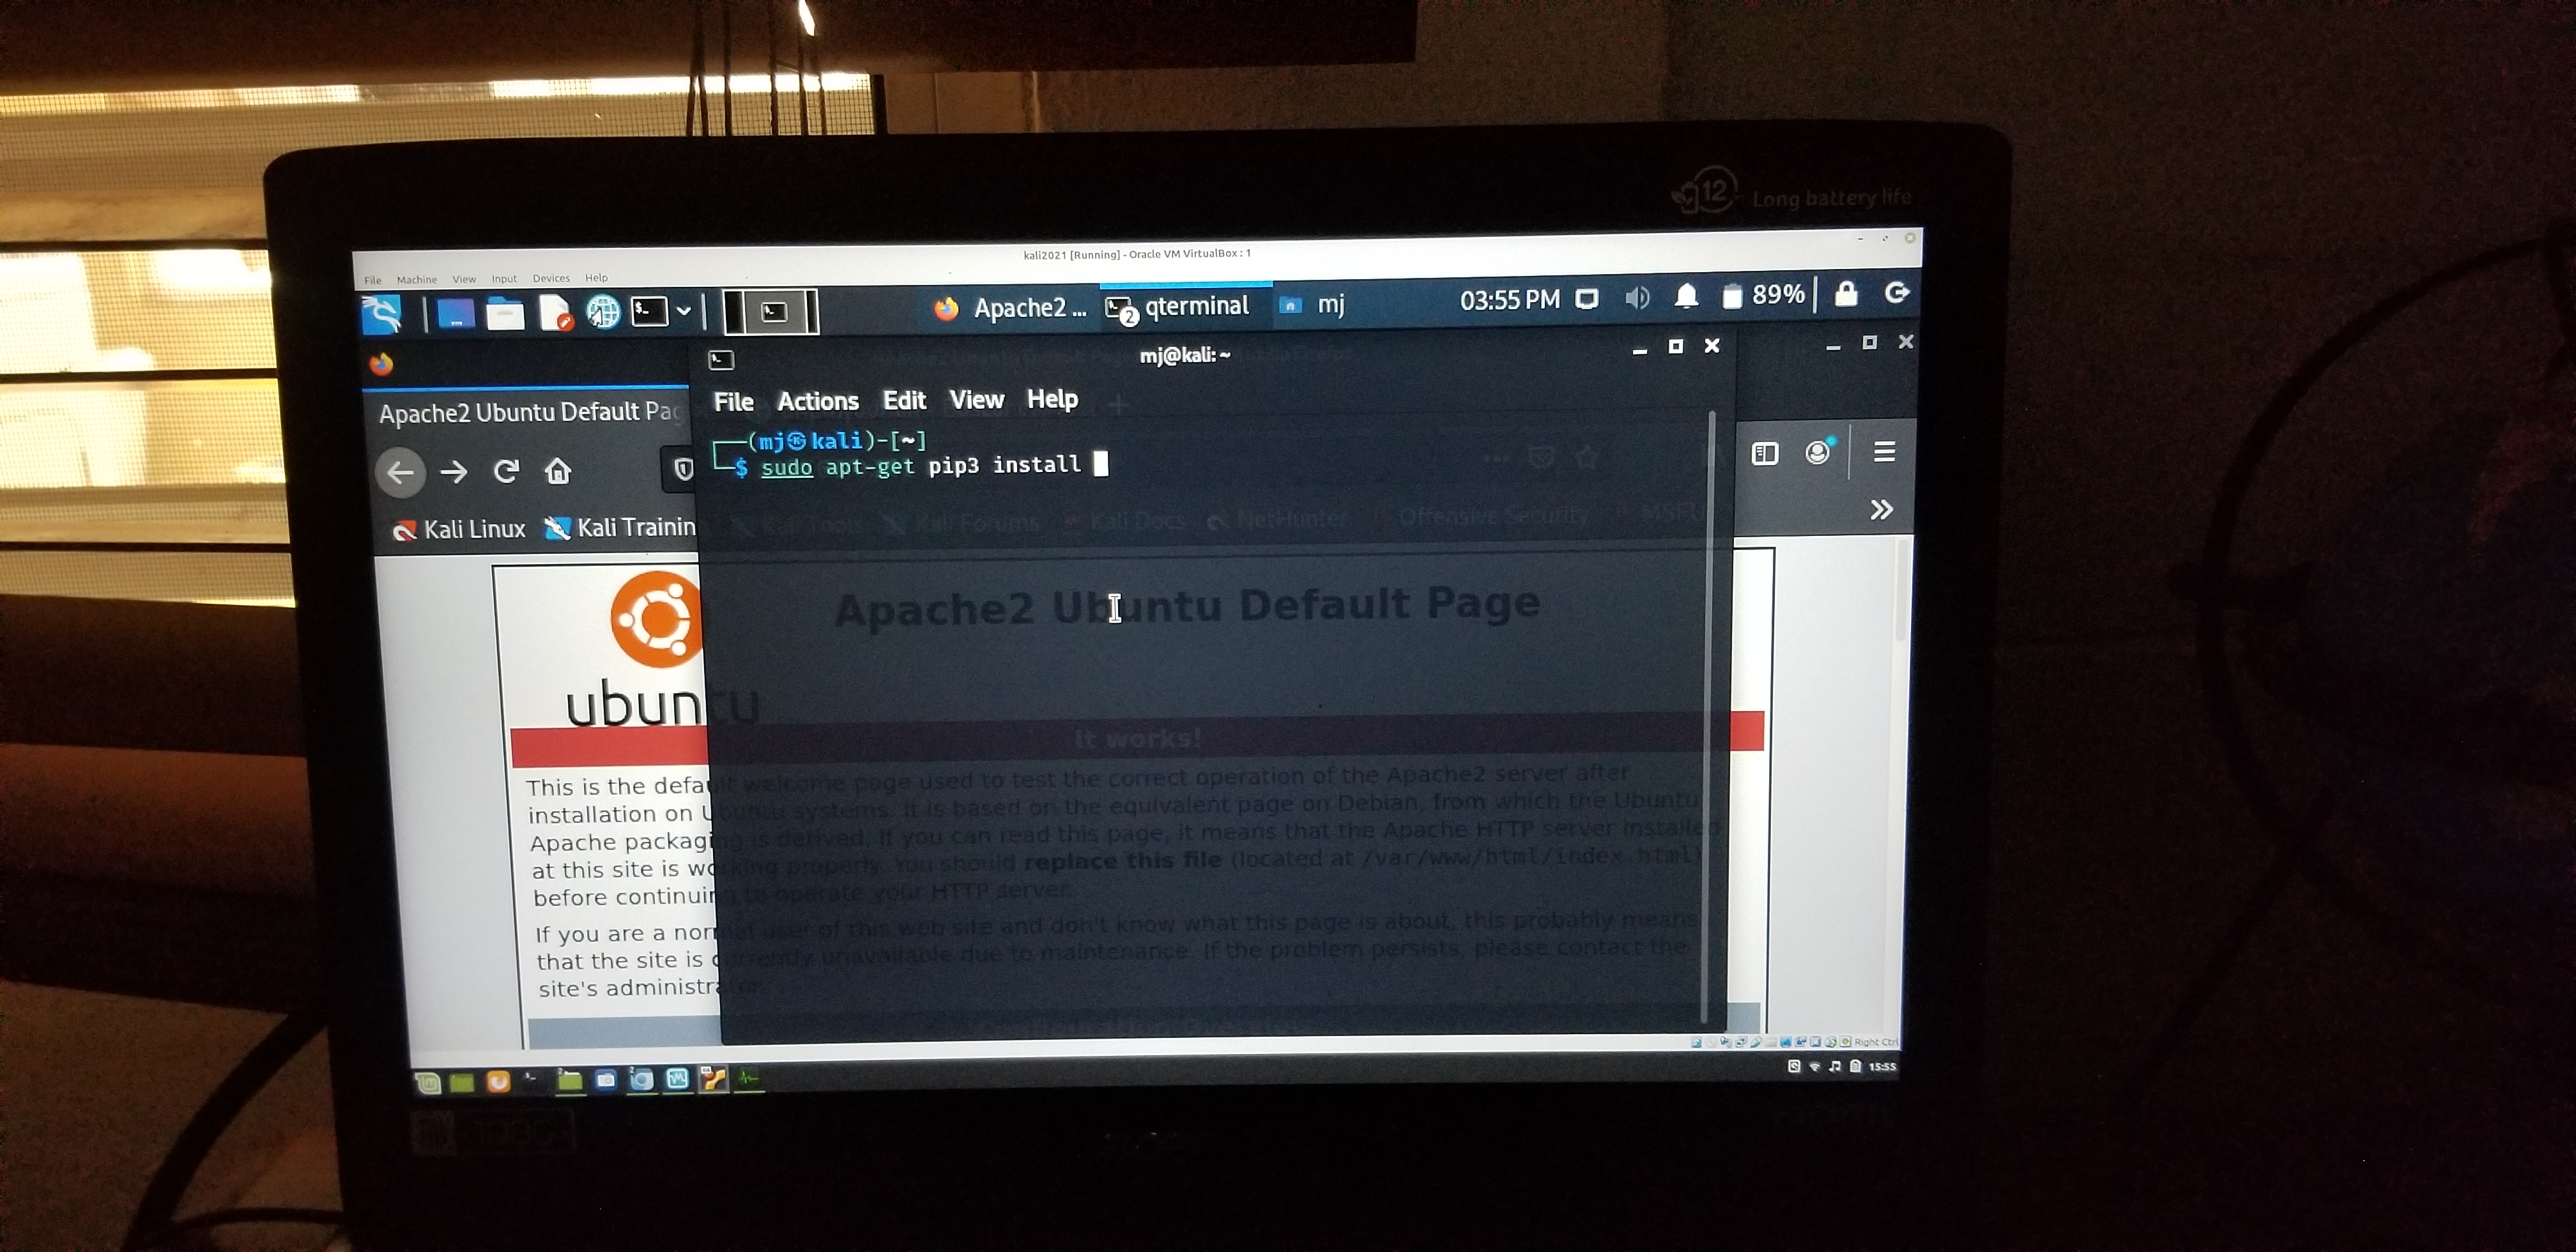 12 Long battery life
kali2021 [Running] - Oracle VM VirtualBox : 1
File Machine View Input Devices Help
Apache2 ... 2 qterminal mj 03:55 PM 89%
mj@kali: ~
File Actions Edit View Help
Apache2 Ubuntu Default Pag
(mj㉿kali)-[~]
$ sudo apt-get pip3 install
Kali Linux Kali Trainin Kali Forums Kali Docs NetHunter Offensive Security MSFU
Apache2 Ubuntu Default Page
ubuntu
It works!
This is the default welcome page used to test the correct operation of the Apache2 server after
installation on Ubuntu systems. It is based on the equivalent page on Debian, from which the Ubuntu
Apache packaging is derived. If you can read this page, it means that the Apache HTTP server installed
at this site is working properly. You should replace this file (located at /var/www/html/index.html)
before continuing to operate your HTTP server.
If you are a normal user of this web site and don't know what this page is about, this probably means
that the site is currently unavailable due to maintenance. If the problem persists, please contact the
site's administrator
Right Ctrl
15:55